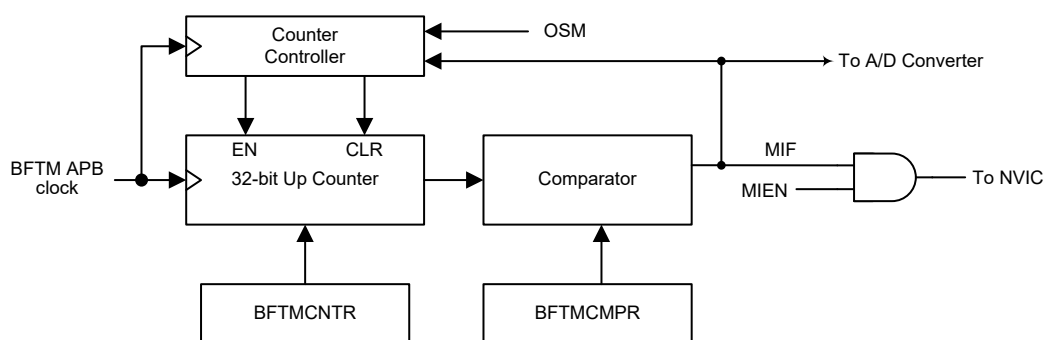 Counter
Controller
OSM
To A/D Converter
EN
CLR
BFTM APB
clock
32-bit Up Counter
Comparator
MIF
MIEN
To NVIC
BFTMCNTR
BFTMCMPR